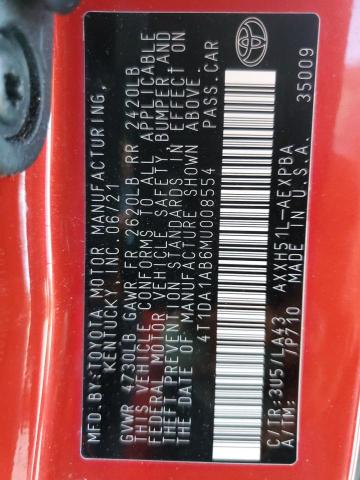 MFD.BY:TOYOTA MOTOR MANUFACTURING,
KENTUCKY, INC. 06/21
GVWR 4730LB GAWR FR 2620LB RR 2420LB
THIS VEHICLE CONFORMS TO ALL APPLICABLE
FEDERAL MOTOR VEHICLE SAFETY, BUMPER AND
THEFT PREVENTION STANDARDS IN EFFECT ON
THE DATE OF MANUFACTURE SHOWN ABOVE.
4T1DA1AB6MU008554 PASS.CAR
C/TR:3U5/LA43 AXXH51L-AEXPBA
A/TM: /P710 MADE IN U.S.A. 35009